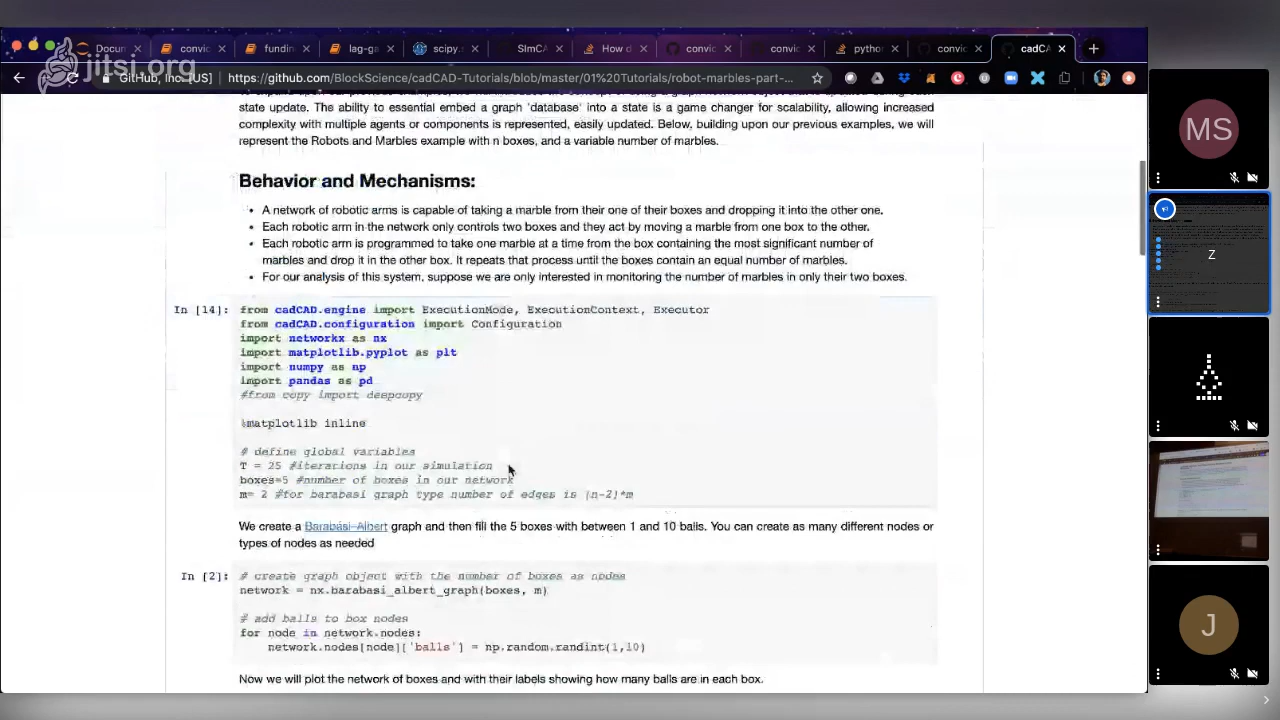 jitsi.org
Docum
convic
fundin
lag-ga
scipy.
SimCA
How d
convic
convic
python
convic
cadCA
GitHub, Inc. [US]
https://github.com/BlockScience/cadCAD-Tutorials/blob/master/01%20Tutorials/robot-marbles-part-...
state update. The ability to essential embed a graph 'database' into a state is a game changer for scalability, allowing increased
complexity with multiple agents or components is represented, easily updated. Below, building upon our previous examples, we will
represent the Robots and Marbles example with n boxes, and a variable number of marbles.
Behavior and Mechanisms:
• A network of robotic arms is capable of taking a marble from their one of their boxes and dropping it into the other one.
• Each robotic arm in the network only controls two boxes and they act by moving a marble from one box to the other.
• Each robotic arm is programmed to take one marble at a time from the box containing the most significant number of
marbles and drop it in the other box. It repeats that process until the boxes contain an equal number of marbles.
• For our analysis of this system, suppose we are only interested in monitoring the number of marbles in only their two boxes.
In [14]: from cadCAD.engine import ExecutionMode, ExecutionContext, Executor
from cadCAD.configuration import Configuration
import networkx as nx
import matplotlib.pyplot as plt
import numpy as np
import pandas as pd
#from copy import deepcopy
%matplotlib inline
# define global variables
T = 25 #iterations in our simulation
boxes=5 #number of boxes in our network
m= 2 #for barabasi graph type number of edges is (n-2)*m
We create a Barabási–Albert graph and then fill the 5 boxes with between 1 and 10 balls. You can create as many different nodes or
types of nodes as needed
In [2]: # create graph object with the number of boxes as nodes
network = nx.barabasi_albert_graph(boxes, m)
# add balls to box nodes
for node in network.nodes:
network.nodes[node]['balls'] = np.random.randint(1,10)
Now we will plot the network of boxes and with their labels showing how many balls are in each box.
MS
Z
J